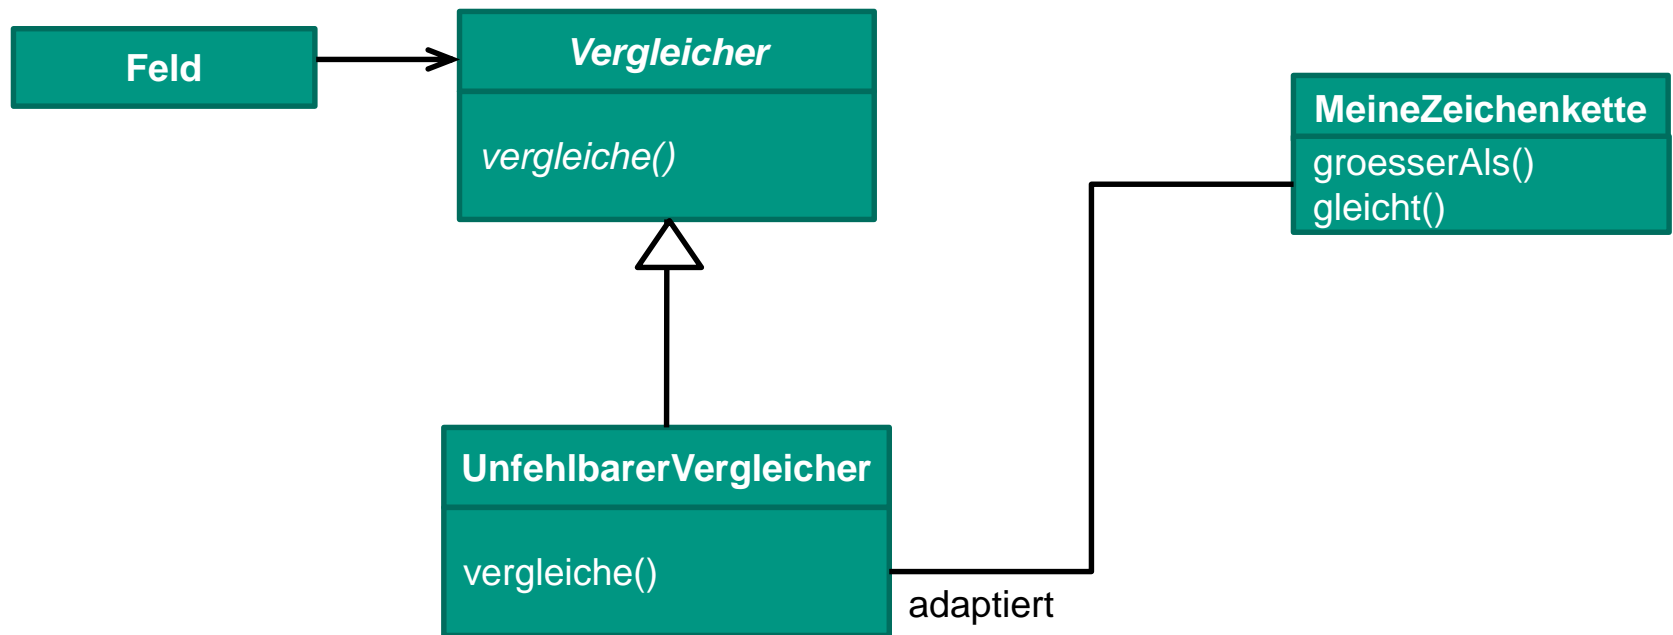 Feld
Vergleicher
vergleiche()
MeineZeichenkette
groesserAls()
gleicht()
UnfehlbarerVergleicher
vergleiche()
adaptiert